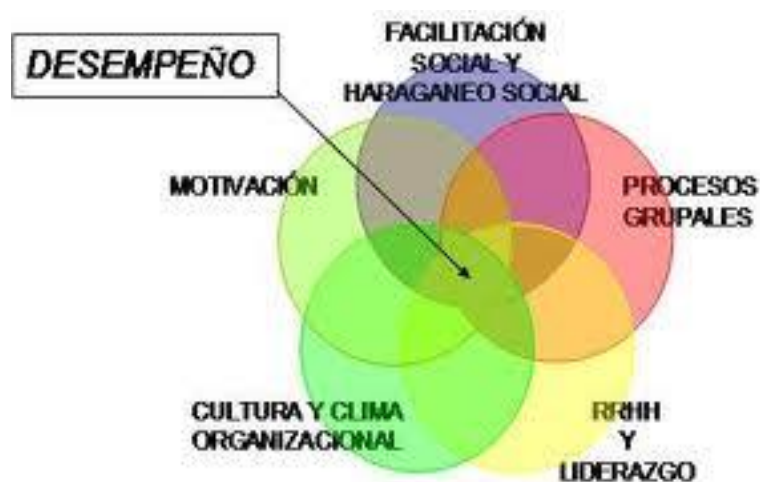 DESEMPEÑO
FACILITACIÓN
SOCIAL Y
HARAGANEO SOCIAL
MOTIVACIÓN
PROCESOS
GRUPALES
CULTURA Y CLIMA
ORGANIZACIONAL
RRHH
Y
LIDERAZGO